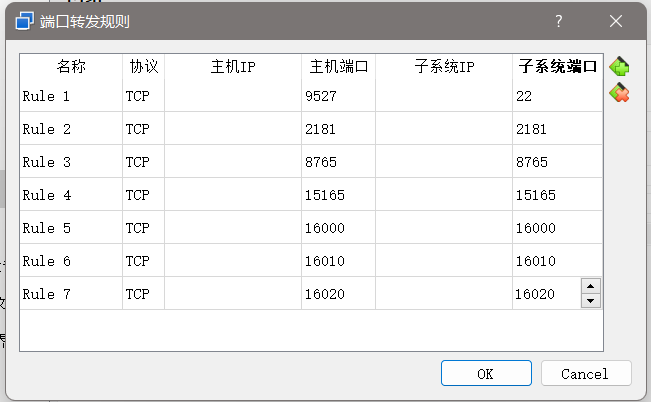 端口转发规则
名称 协议 主机IP 主机端口 子系统IP 子系统端口
Rule 1 TCP 9527 22
Rule 2 TCP 2181 2181
Rule 3 TCP 8765 8765
Rule 4 TCP 15165 15165
Rule 5 TCP 16000 16000
Rule 6 TCP 16010 16010
Rule 7 TCP 16020 16020
OK Cancel